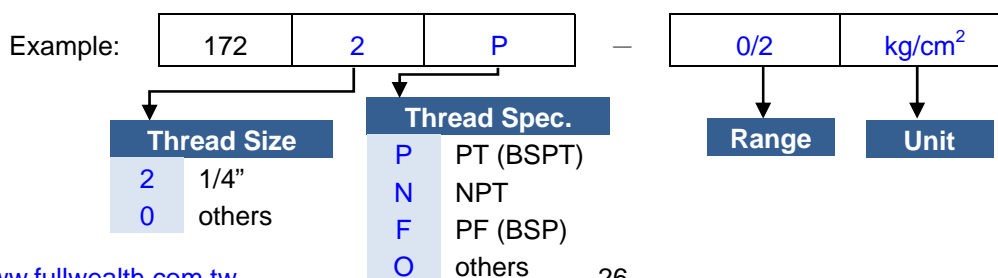 Example: 172 2 P – 0/2 kg/cm²
Thread Size
2 1/4”
0 others
Thread Spec.
P PT (BSPT)
N NPT
F PF (BSP)
O others
Range
Unit
26